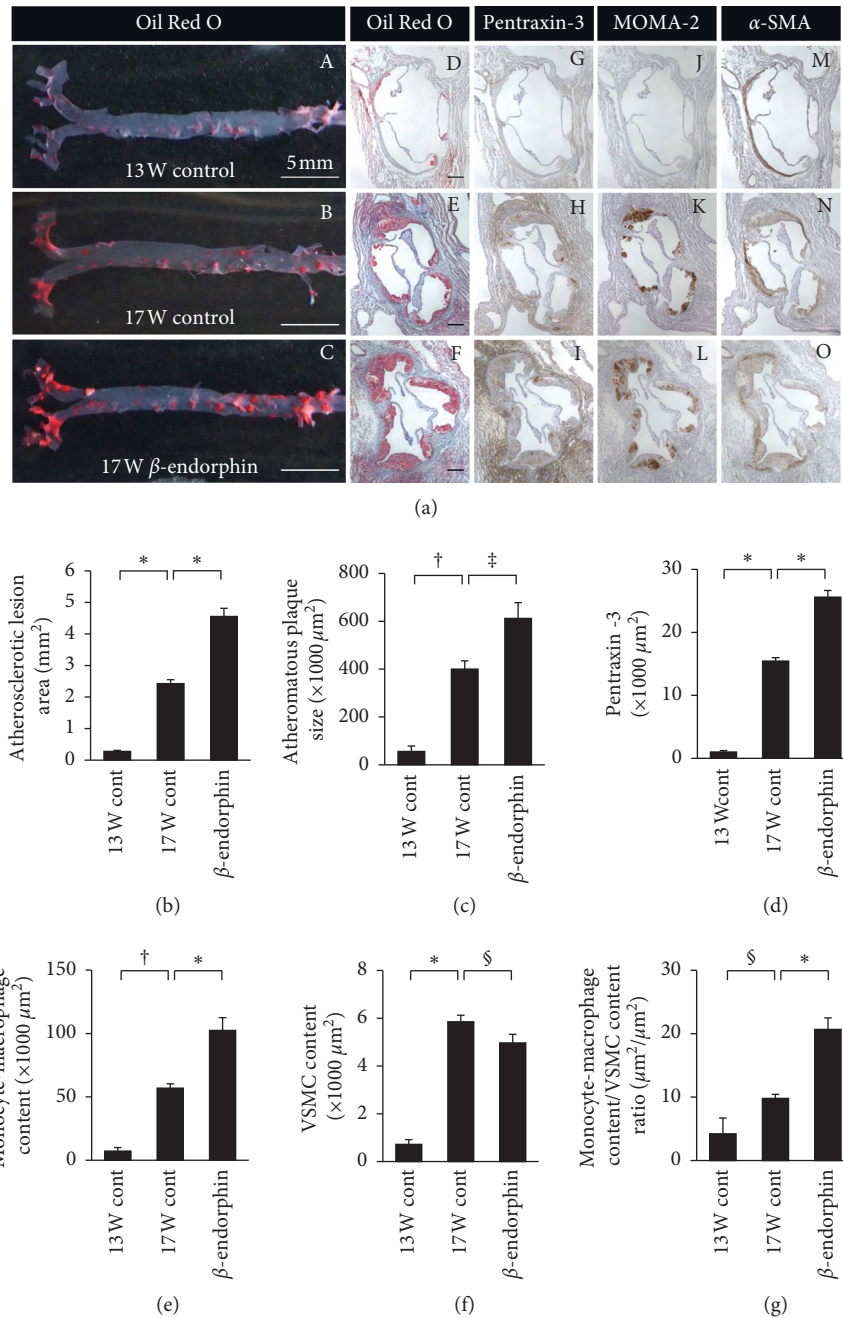 Oil Red O
Oil Red O
Pentraxin-3
MOMA-2
α-SMA
A
13 W control
5 mm
D
G
J
M
B
17 W control
E
H
K
N
C
17 W β-endorphin
F
I
L
O
(a)
Atherosclerotic lesion
area (mm²)
6
5
4
3
2
1
0
* *
13 W cont
17 W cont
β-endorphin
(b)
Atheromatous plaque
size (×1000 μm²)
800
600
400
200
0
† ‡
13 W cont
17 W cont
β-endorphin
(c)
Pentraxin -3
(×1000 μm²)
30
20
10
0
* *
13 Wcont
17 W cont
β-endorphin
(d)
Monocyte-macrophage
content (×1000 μm²)
150
100
50
0
† *
13 W cont
17 W cont
β-endorphin
(e)
VSMC content
(×1000 μm²)
8
6
4
2
0
* §
13 W cont
17 W cont
β-endorphin
(f)
Monocyte-macrophage
content/VSMC content
ratio (μm²/μm²)
30
20
10
0
§ *
13 W cont
17 W cont
β-endorphin
(g)